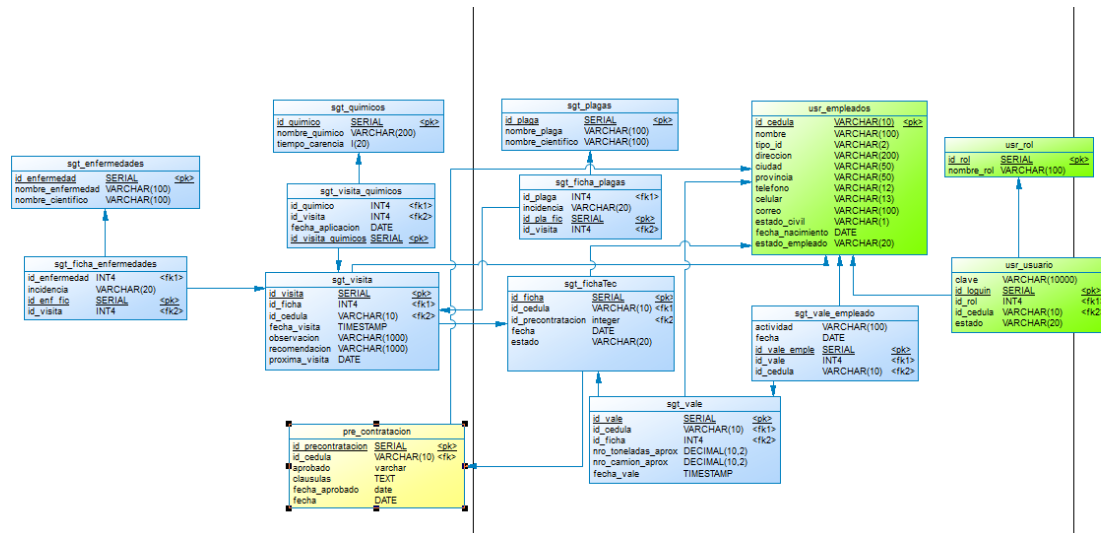 sgt_quimicos
id_quimico SERIAL <pk>
nombre_quimico VARCHAR(200)
tiempo_carencia I(20)
sgt_plagas
id_plaga SERIAL <pk>
nombre_plaga VARCHAR(100)
nombre_cientifico VARCHAR(100)
usr_empleados
id_cedula VARCHAR(10) <pk>
nombre VARCHAR(100)
tipo_id VARCHAR(2)
direccion VARCHAR(200)
ciudad VARCHAR(50)
provincia VARCHAR(50)
telefono VARCHAR(12)
celular VARCHAR(13)
correo VARCHAR(100)
estado_civil VARCHAR(1)
fecha_nacimiento DATE
estado_empleado VARCHAR(20)
usr_rol
id_rol SERIAL <pk>
nombre_rol VARCHAR(100)
sgt_enfermedades
id_enfermedad SERIAL <pk>
nombre_enfermedad VARCHAR(100)
nombre_cientifico VARCHAR(100)
sgt_visita_quimicos
id_quimico INT4 <fk1>
id_visita INT4 <fk2>
fecha_aplicacion DATE
id_visita_quimicos SERIAL <pk>
sgt_ficha_plagas
id_plaga INT4 <fk1>
incidencia VARCHAR(20)
id_pla_fic SERIAL <pk>
id_visita INT4 <fk2>
sgt_ficha_enfermedades
id_enfermedad INT4 <fk1>
incidencia VARCHAR(20)
id_enf_fic SERIAL <pk>
id_visita INT4 <fk2>
sgt_visita
id_visita SERIAL <pk>
id_ficha INT4 <fk1>
id_cedula VARCHAR(10) <fk2>
fecha_visita TIMESTAMP
observacion VARCHAR(1000)
recomendacion VARCHAR(1000)
proxima_visita DATE
sgt_fichaTec
id_ficha SERIAL <pk>
id_cedula VARCHAR(10) <fk1
id_precontratacion integer <fk2
fecha DATE
estado VARCHAR(20)
usr_usuario
clave VARCHAR(10000)
id_loguin SERIAL <pk>
id_rol INT4 <fk1>
id_cedula VARCHAR(10) <fk2>
estado VARCHAR(20)
sgt_vale_empleado
actividad VARCHAR(100)
fecha DATE
id_vale_emple SERIAL <pk>
id_vale INT4 <fk1>
id_cedula VARCHAR(10) <fk2>
sgt_vale
id_vale SERIAL <pk>
id_cedula VARCHAR(10) <fk1>
id_ficha INT4 <fk2>
nro_toneladas_aprox DECIMAL(10,2)
nro_camion_aprox DECIMAL(10,2)
fecha_vale TIMESTAMP
pre_contratacion
id_precontratacion SERIAL <pk>
id_cedula VARCHAR(10) <fk>
aprobado varchar
clausulas TEXT
fecha_aprobado date
fecha DATE